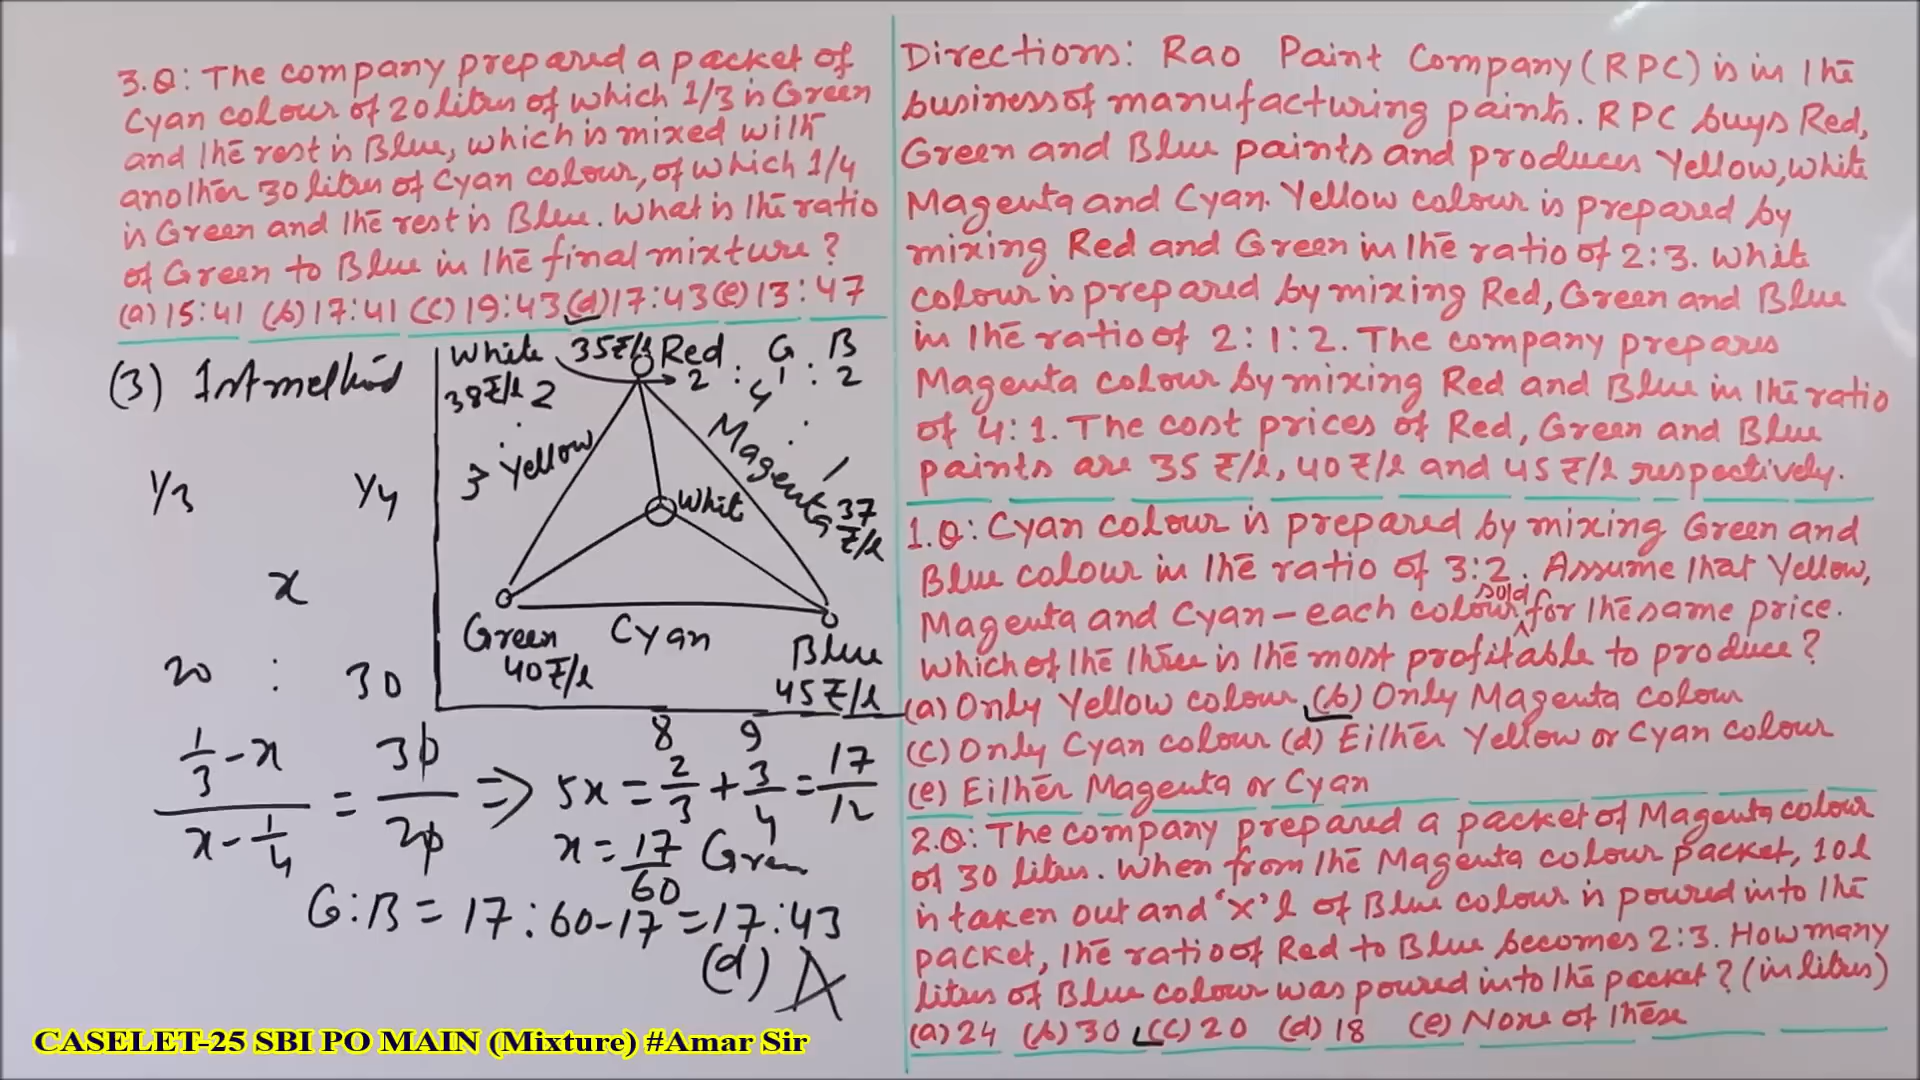 3.Q: The company prepared a packet of
Cyan colour of 20 litres of which 1/3 is Green
and the rest is Blue, which is mixed with
another 30 litres of Cyan colour, of which 1/4
is Green and the rest is Blue. What is the ratio
of Green to Blue in the final mixture?
(a) 15:41 (b) 17:41 (c) 19:43 (d) 17:43 (e) 13:47
(3) Ist method
1/3 1/4
x
20 : 30
1/3 - x / x - 1/4 = 30 / 20 => 5x = 2/3 + 3/4 = 17/12
8 9
x = 17/60 Green
G:B = 17 : 60-17 = 17:43
(d) A
White 35₹/l Red G B
38₹/l 2 : 1 : 2
2 : 3 Yellow
4 : 1 Magenta 37 ₹/l
White
Green Cyan Blue
40₹/l 45₹/l
Directions: Rao Paint Company (RPC) is in the
business of manufacturing paints. RPC buys Red,
Green and Blue paints and produces Yellow, White
Magenta and Cyan. Yellow colour is prepared by
mixing Red and Green in the ratio of 2:3. White
colour is prepared by mixing Red, Green and Blue
in the ratio of 2:1:2. The company prepares
Magenta colour by mixing Red and Blue in the ratio
of 4:1. The cost prices of Red, Green and Blue
paints are 35 ₹/l, 40 ₹/l and 45 ₹/l respectively.
1.Q: Cyan colour is prepared by mixing Green and
Blue colour in the ratio of 3:2. Assume that Yellow,
Magenta and Cyan - each colour sold for the same price.
Which of the three is the most profitable to produce?
(a) Only Yellow colour (b) Only Magenta colour
(c) Only Cyan colour (d) Either Yellow or Cyan colour
(e) Either Magenta or Cyan
2.Q: The company prepared a packet of Magenta colour
of 30 litres. When from the Magenta colour packet, 10 l
is taken out and 'x' l of Blue colour is poured into the
packet, the ratio of Red to Blue becomes 2:3. How many
litres of Blue colour was poured into the packet? (in litres)
(a) 24 (b) 30 (c) 20 (d) 18 (e) None of these
CASELET-25 SBI PO MAIN (Mixture) #Amar Sir